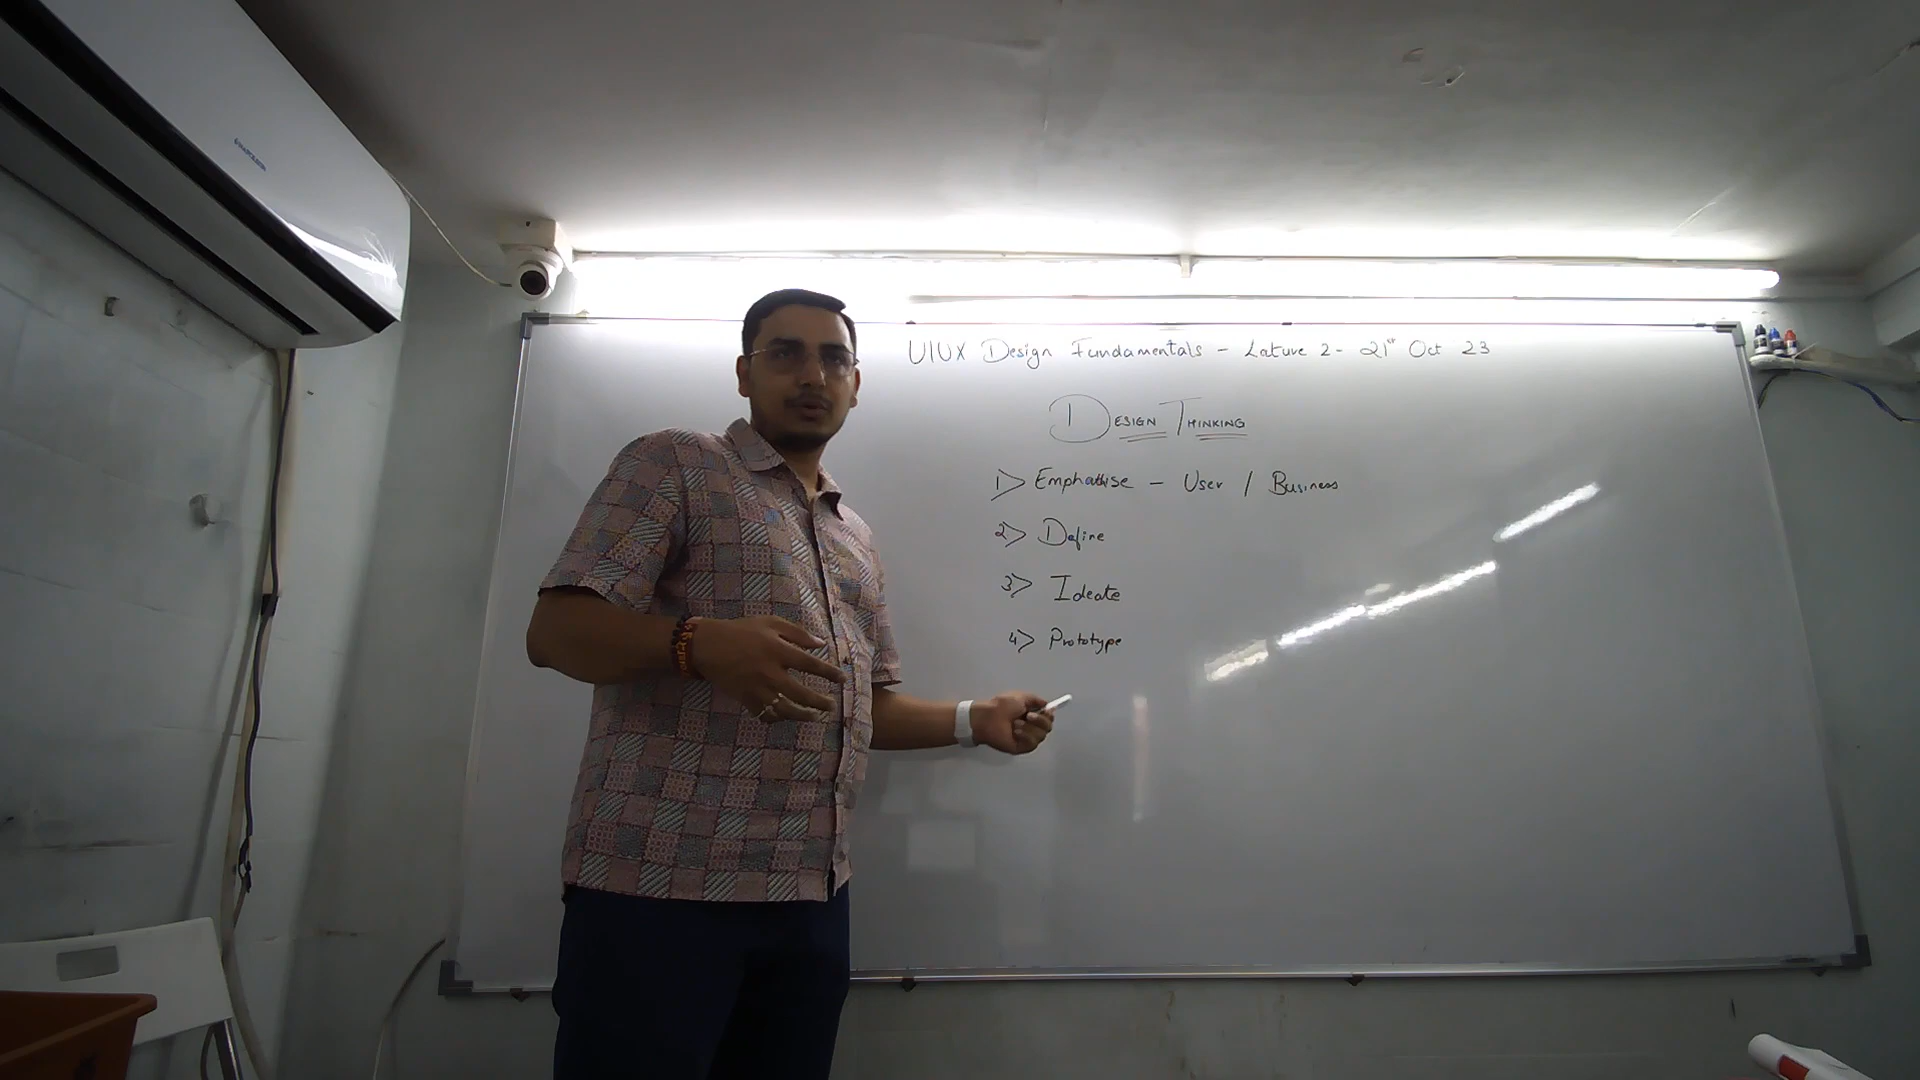 UIUX Design Fundamentals - Lature 2 - 21st Oct 23
DESIGN THINKING
1> Emphathise - User / Business
2> Define
3> Ideate
4> Prototype